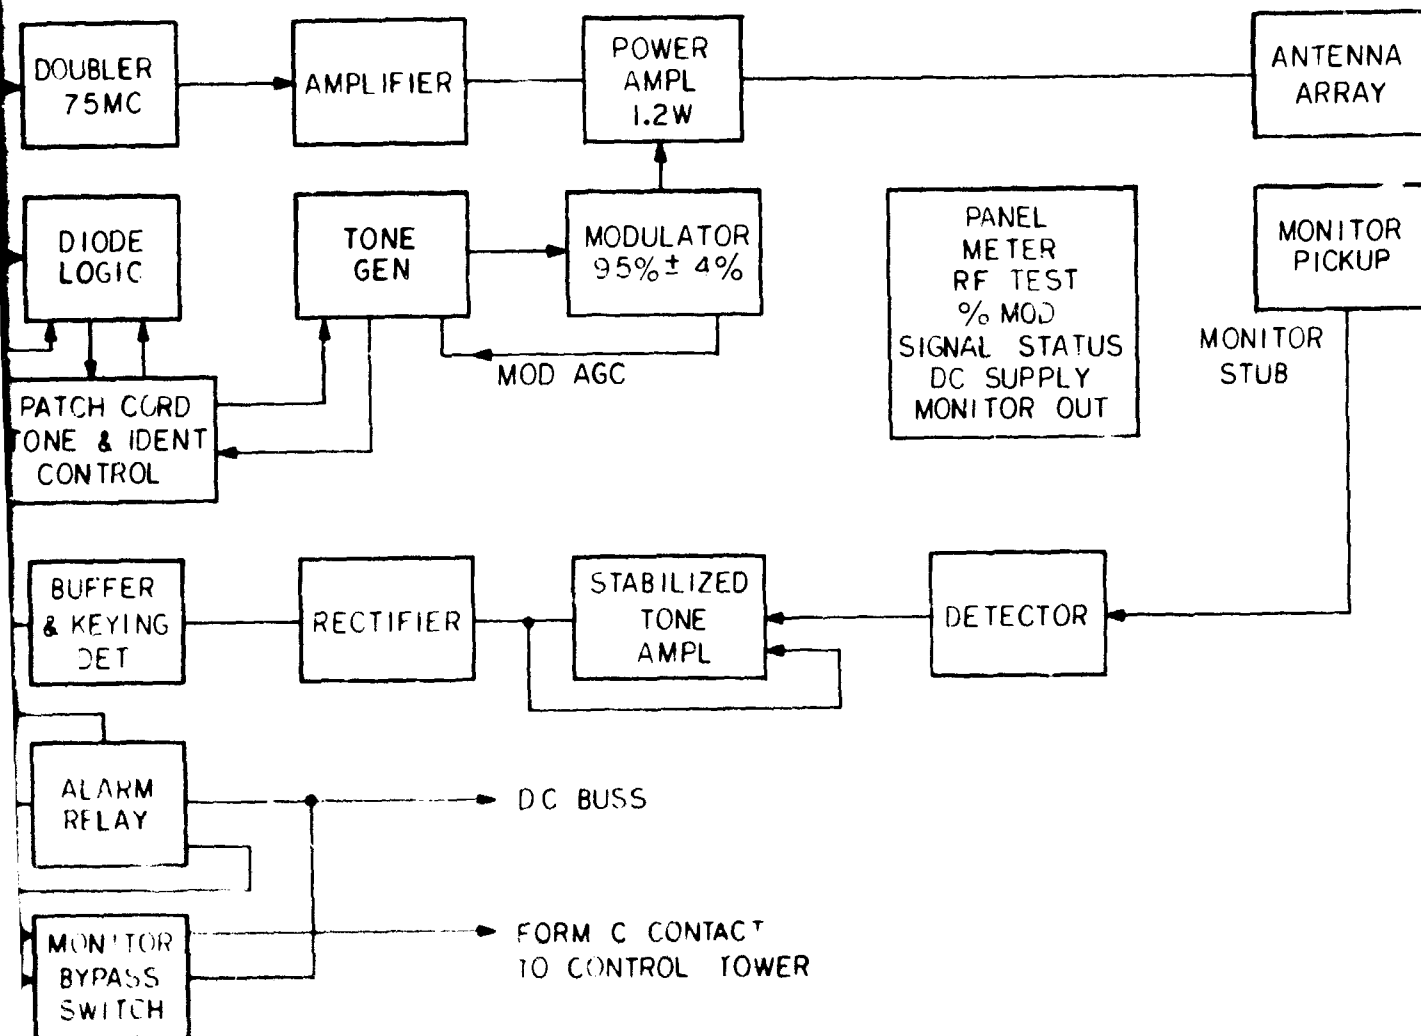 DOUBLER
75MC
AMPLIFIER
POWER
AMPL
1.2W
ANTENNA
ARRAY
DIODE
LOGIC
TONE
GEN
MODULATOR
95% ± 4%
PANEL
METER
RF TEST
% MOD
SIGNAL STATUS
DC SUPPLY
MONITOR OUT
MONITOR
PICKUP
MONITOR
STUB
MOD AGC
PATCH CORD
TONE & IDENT
CONTROL
BUFFER
& KEYING
DET
RECTIFIER
STABILIZED
TONE
AMPL
DETECTOR
ALARM
RELAY
DC BUSS
MONITOR
BYPASS
SWITCH
FORM C CONTACT
TO CONTROL TOWER